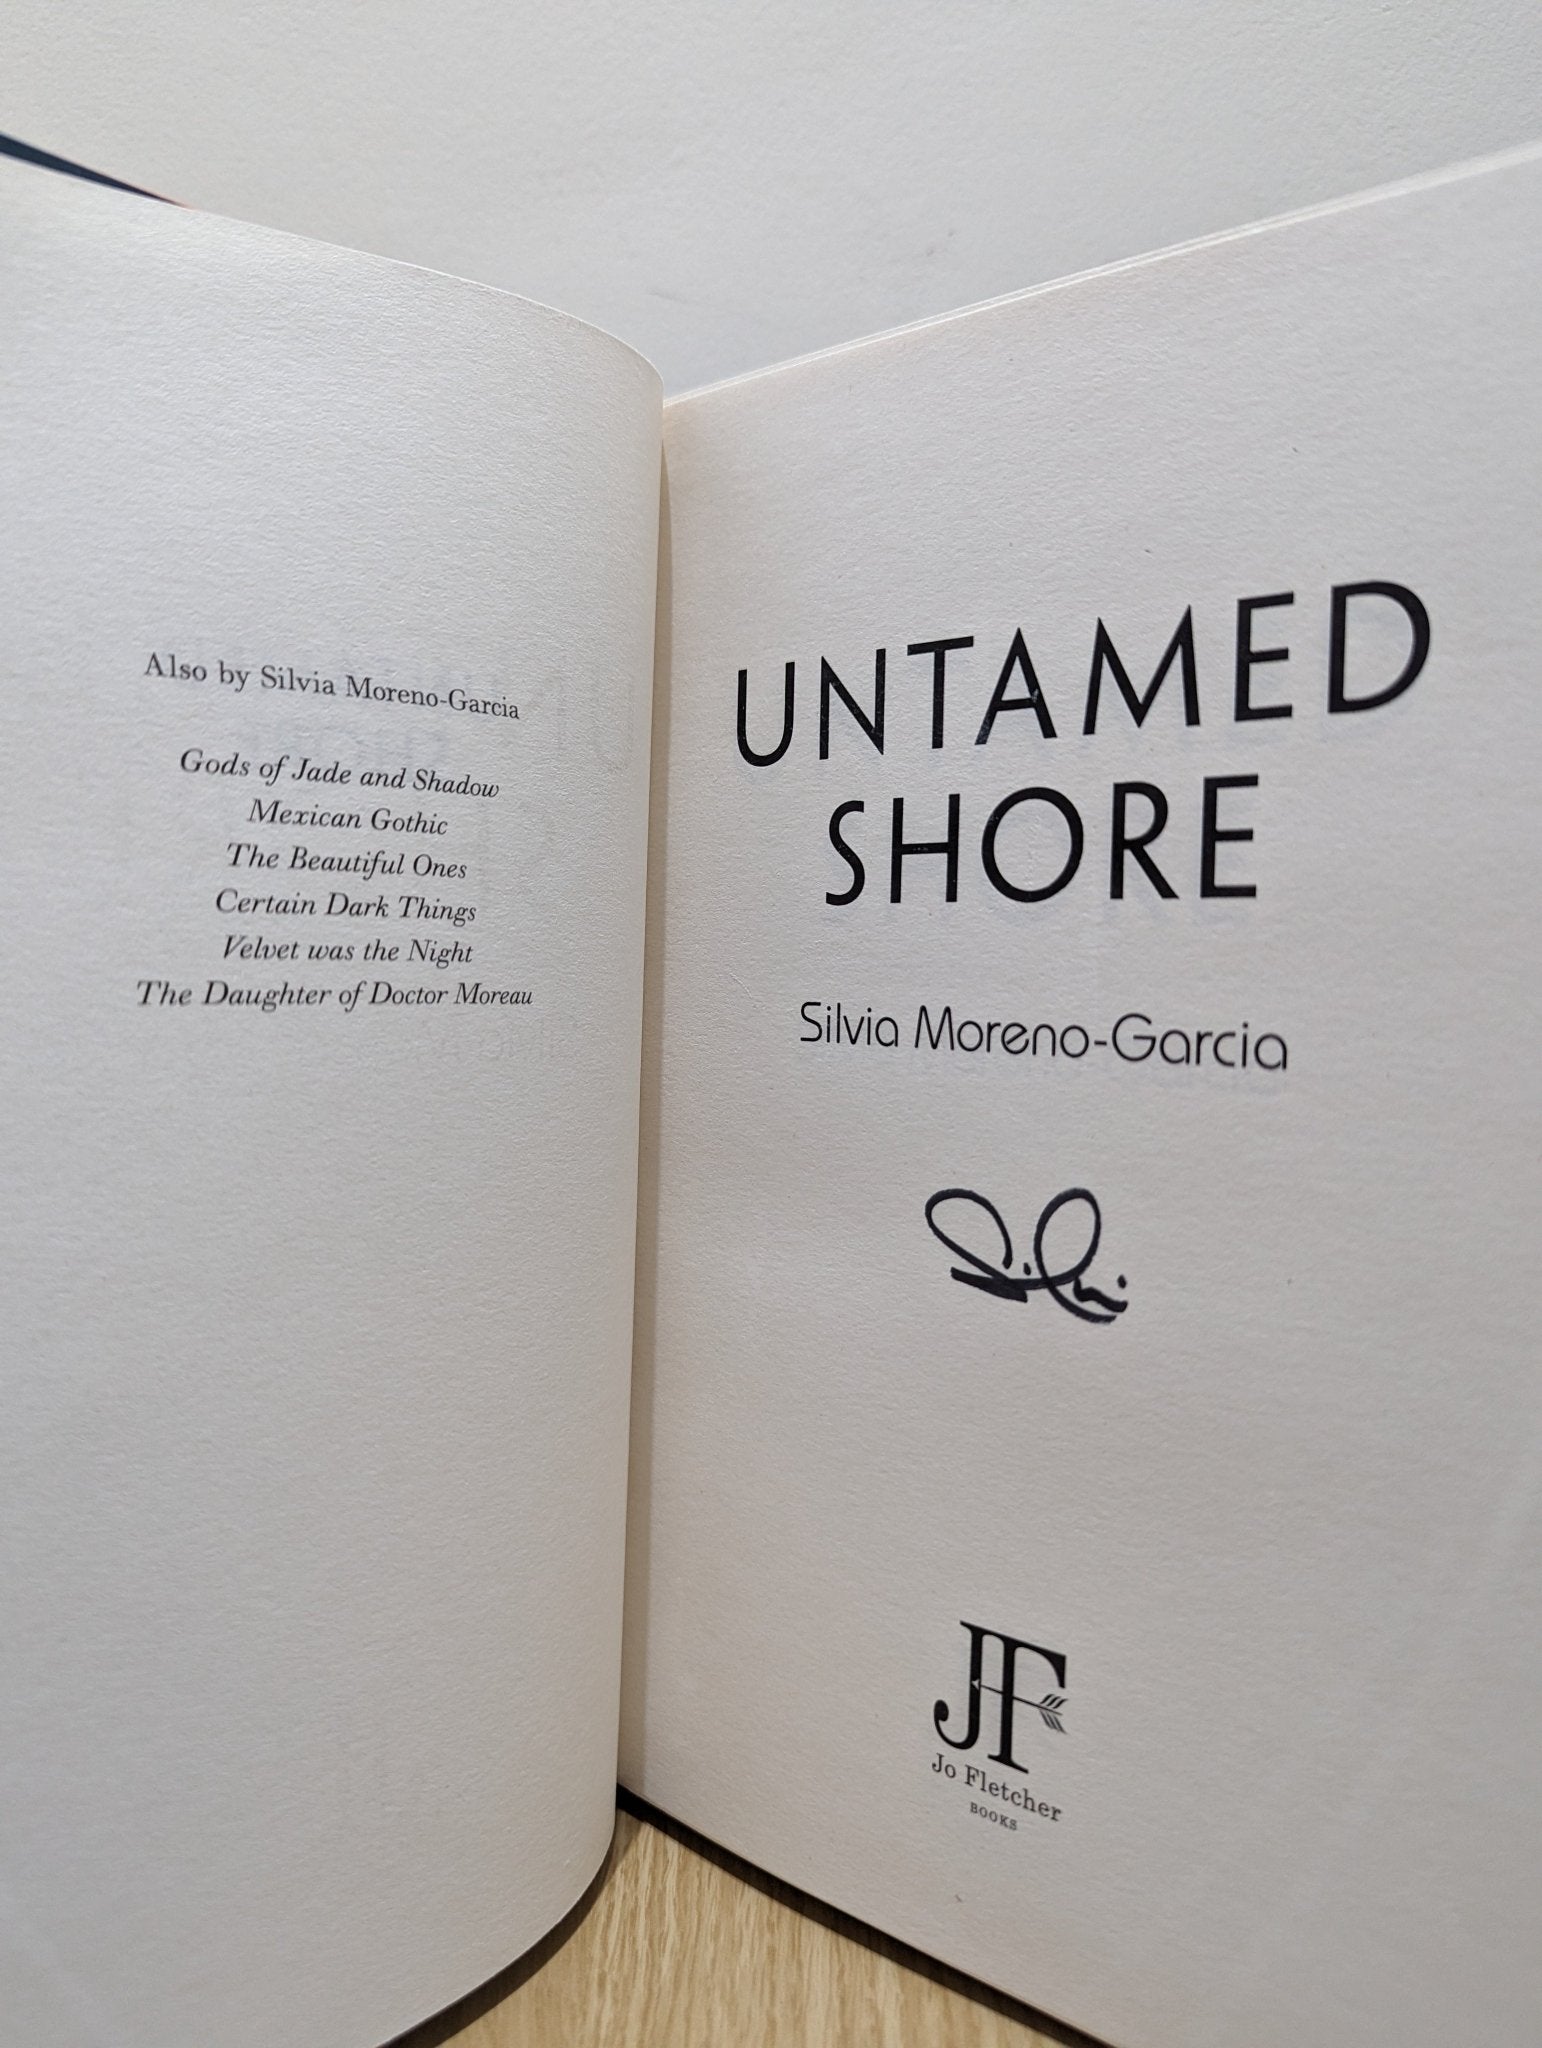 Also by Silvia Moreno-Garcia
Gods of Jade and Shadow
Mexican Gothic
The Beautiful Ones
Certain Dark Things
Velvet was the Night
The Daughter of Doctor Moreau
UNTAMED
SHORE
Silvia Moreno-Garcia
JF
Jo Fletcher
BOOKS